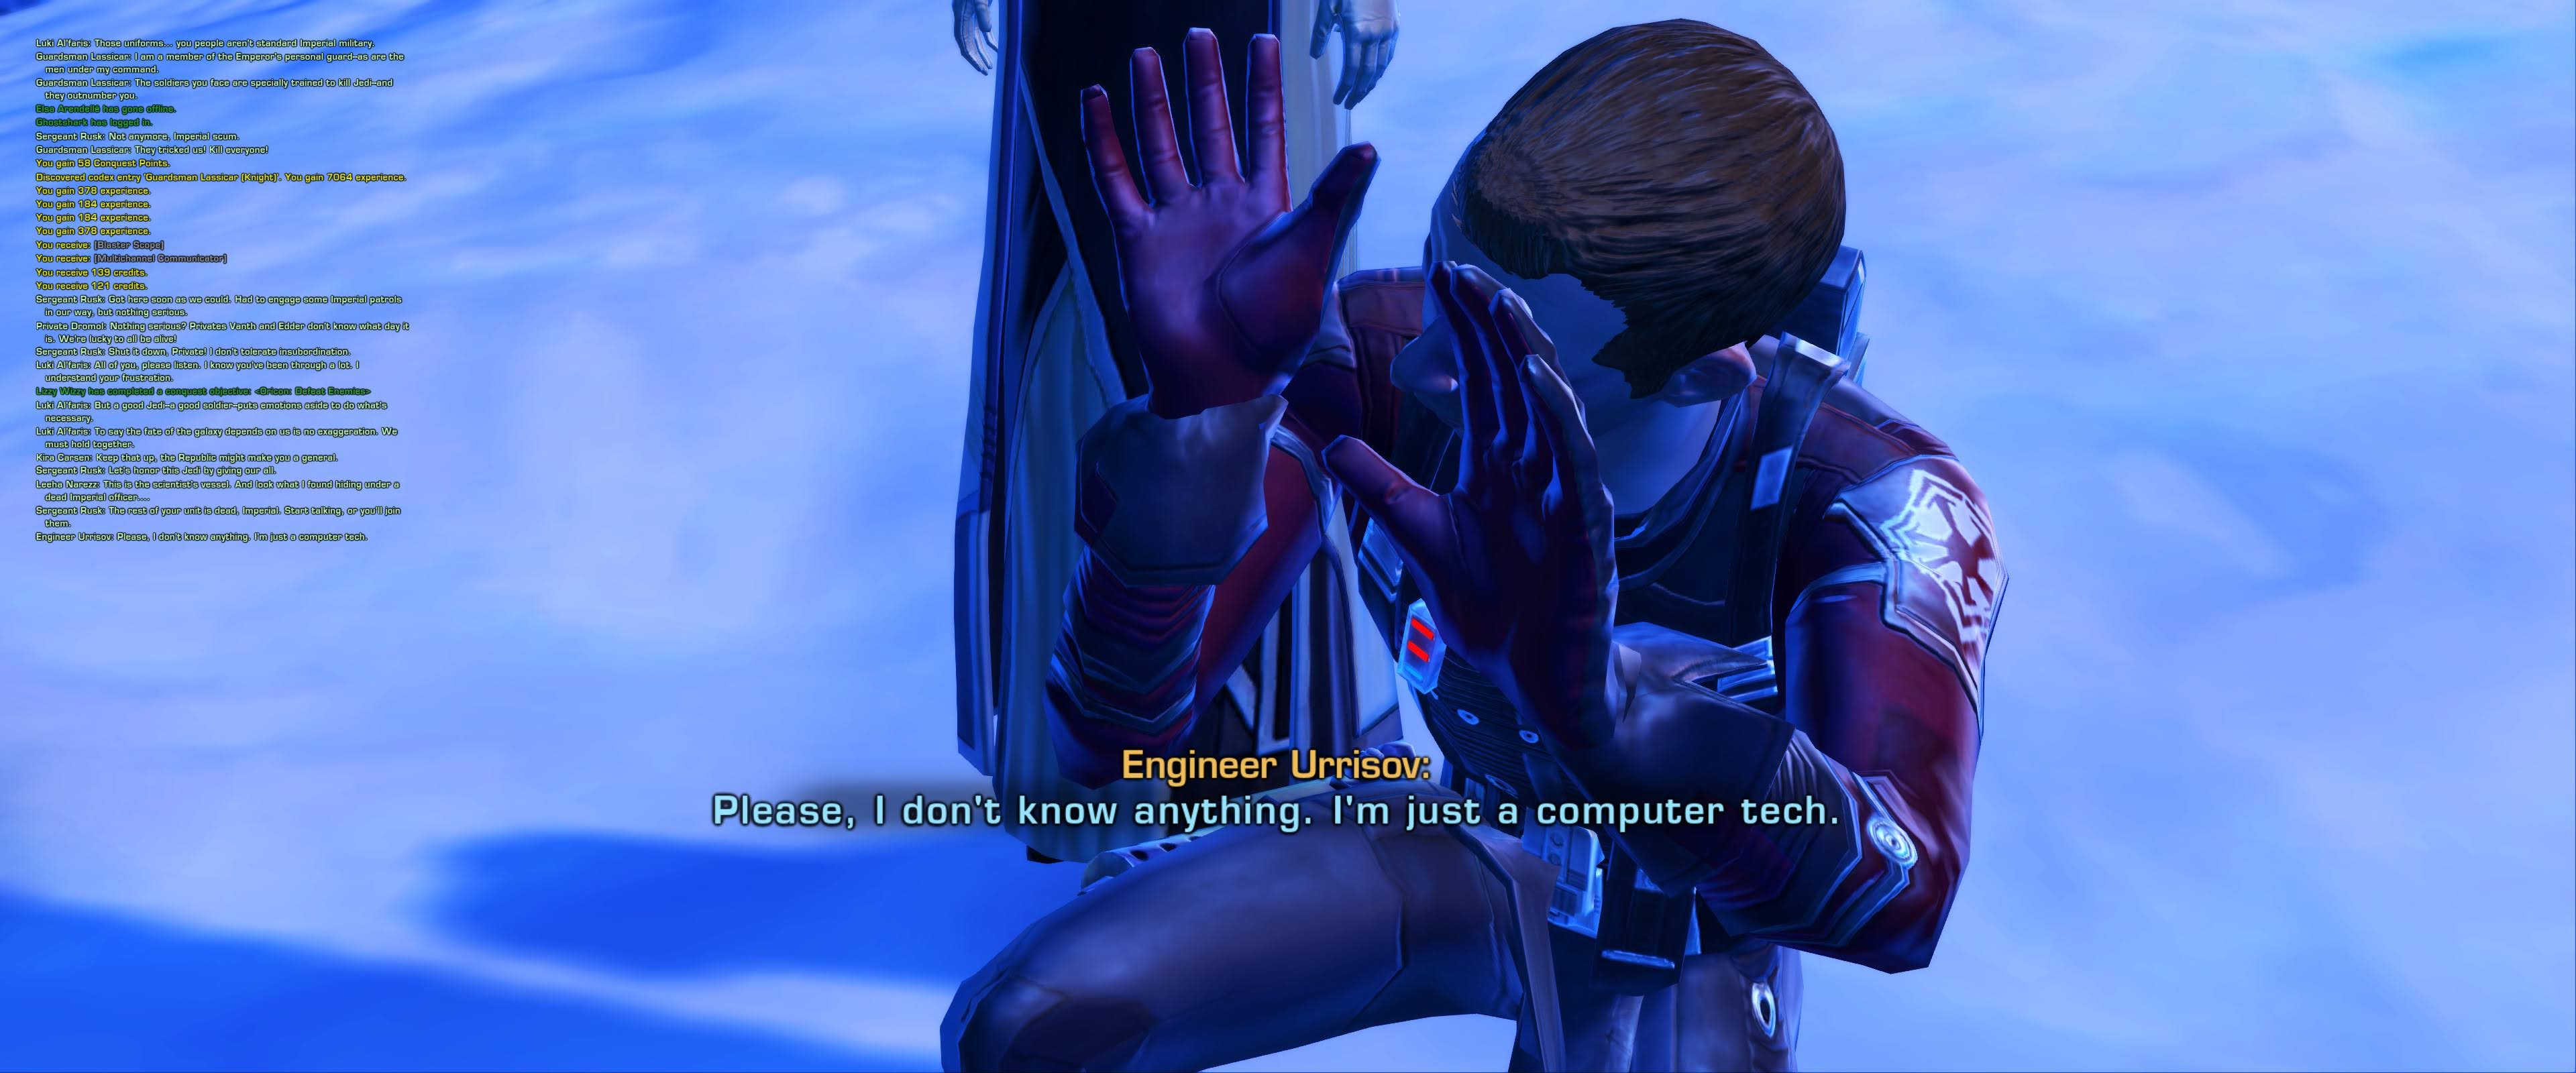 Luki Al'faris: Those uniforms... you people aren't standard Imperial military.
Guardsman Lassicar: I am a member of the Emperor's personal guard–as are the
men under my command.
Guardsman Lassicar: The soldiers you face are specially trained to kill Jedi–and
they outnumber you.
Elsa Arendellë has gone offline.
Ghostshark has logged in.
Sergeant Rusk: Not anymore, Imperial scum.
Guardsman Lassicar: They tricked us! Kill everyone!
You gain 58 Conquest Points.
Discovered codex entry 'Guardsman Lassicar (Knight)'. You gain 7064 experience.
You gain 378 experience.
You gain 184 experience.
You gain 184 experience.
You gain 378 experience.
You receive: [Blaster Scope]
You receive: [Multichannel Communicator]
You receive 139 credits.
You receive 121 credits.
Sergeant Rusk: Got here soon as we could. Had to engage some Imperial patrols
in our way, but nothing serious.
Private Dromol: Nothing serious? Privates Vanth and Edder don't know what day it
is. We're lucky to all be alive!
Sergeant Rusk: Shut it down, Private! I don't tolerate insubordination.
Luki Al'faris: All of you, please listen. I know you've been through a lot. I
understand your frustration.
Lizzy Wizzy has completed a conquest objective: <Oricon: Defeat Enemies>
Luki Al'faris: But a good Jedi–a good soldier–puts emotions aside to do what's
necessary.
Luki Al'faris: To say the fate of the galaxy depends on us is no exaggeration. We
must hold together.
Kira Carsen: Keep that up, the Republic might make you a general.
Sergeant Rusk: Let's honor this Jedi by giving our all.
Leeha Narezz: This is the scientist's vessel. And look what I found hiding under a
dead Imperial officer....
Sergeant Rusk: The rest of your unit is dead, Imperial. Start talking, or you'll join
them.
Engineer Urrisov: Please, I don't know anything. I'm just a computer tech.
Engineer Urrisov:
Please, I don't know anything. I'm just a computer tech.